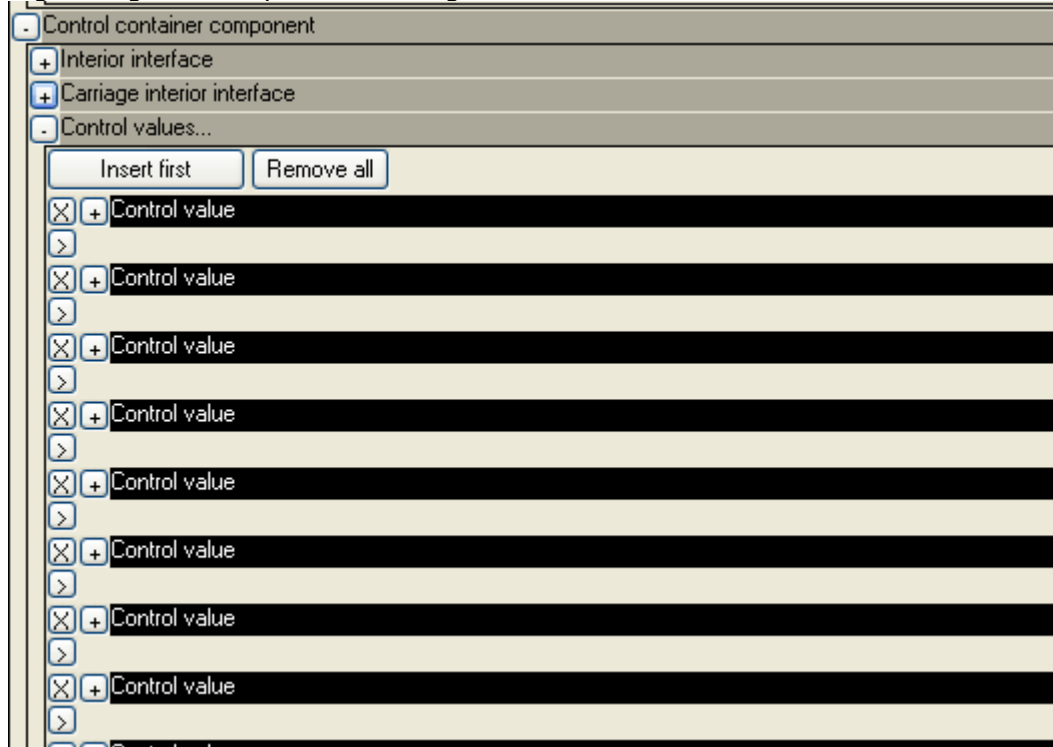 - Control container component
+ Interior interface
+ Carriage interior interface
- Control values...
Insert first Remove all
X + Control value
>
X + Control value
>
X + Control value
>
X + Control value
>
X + Control value
>
X + Control value
>
X + Control value
>
X + Control value
>